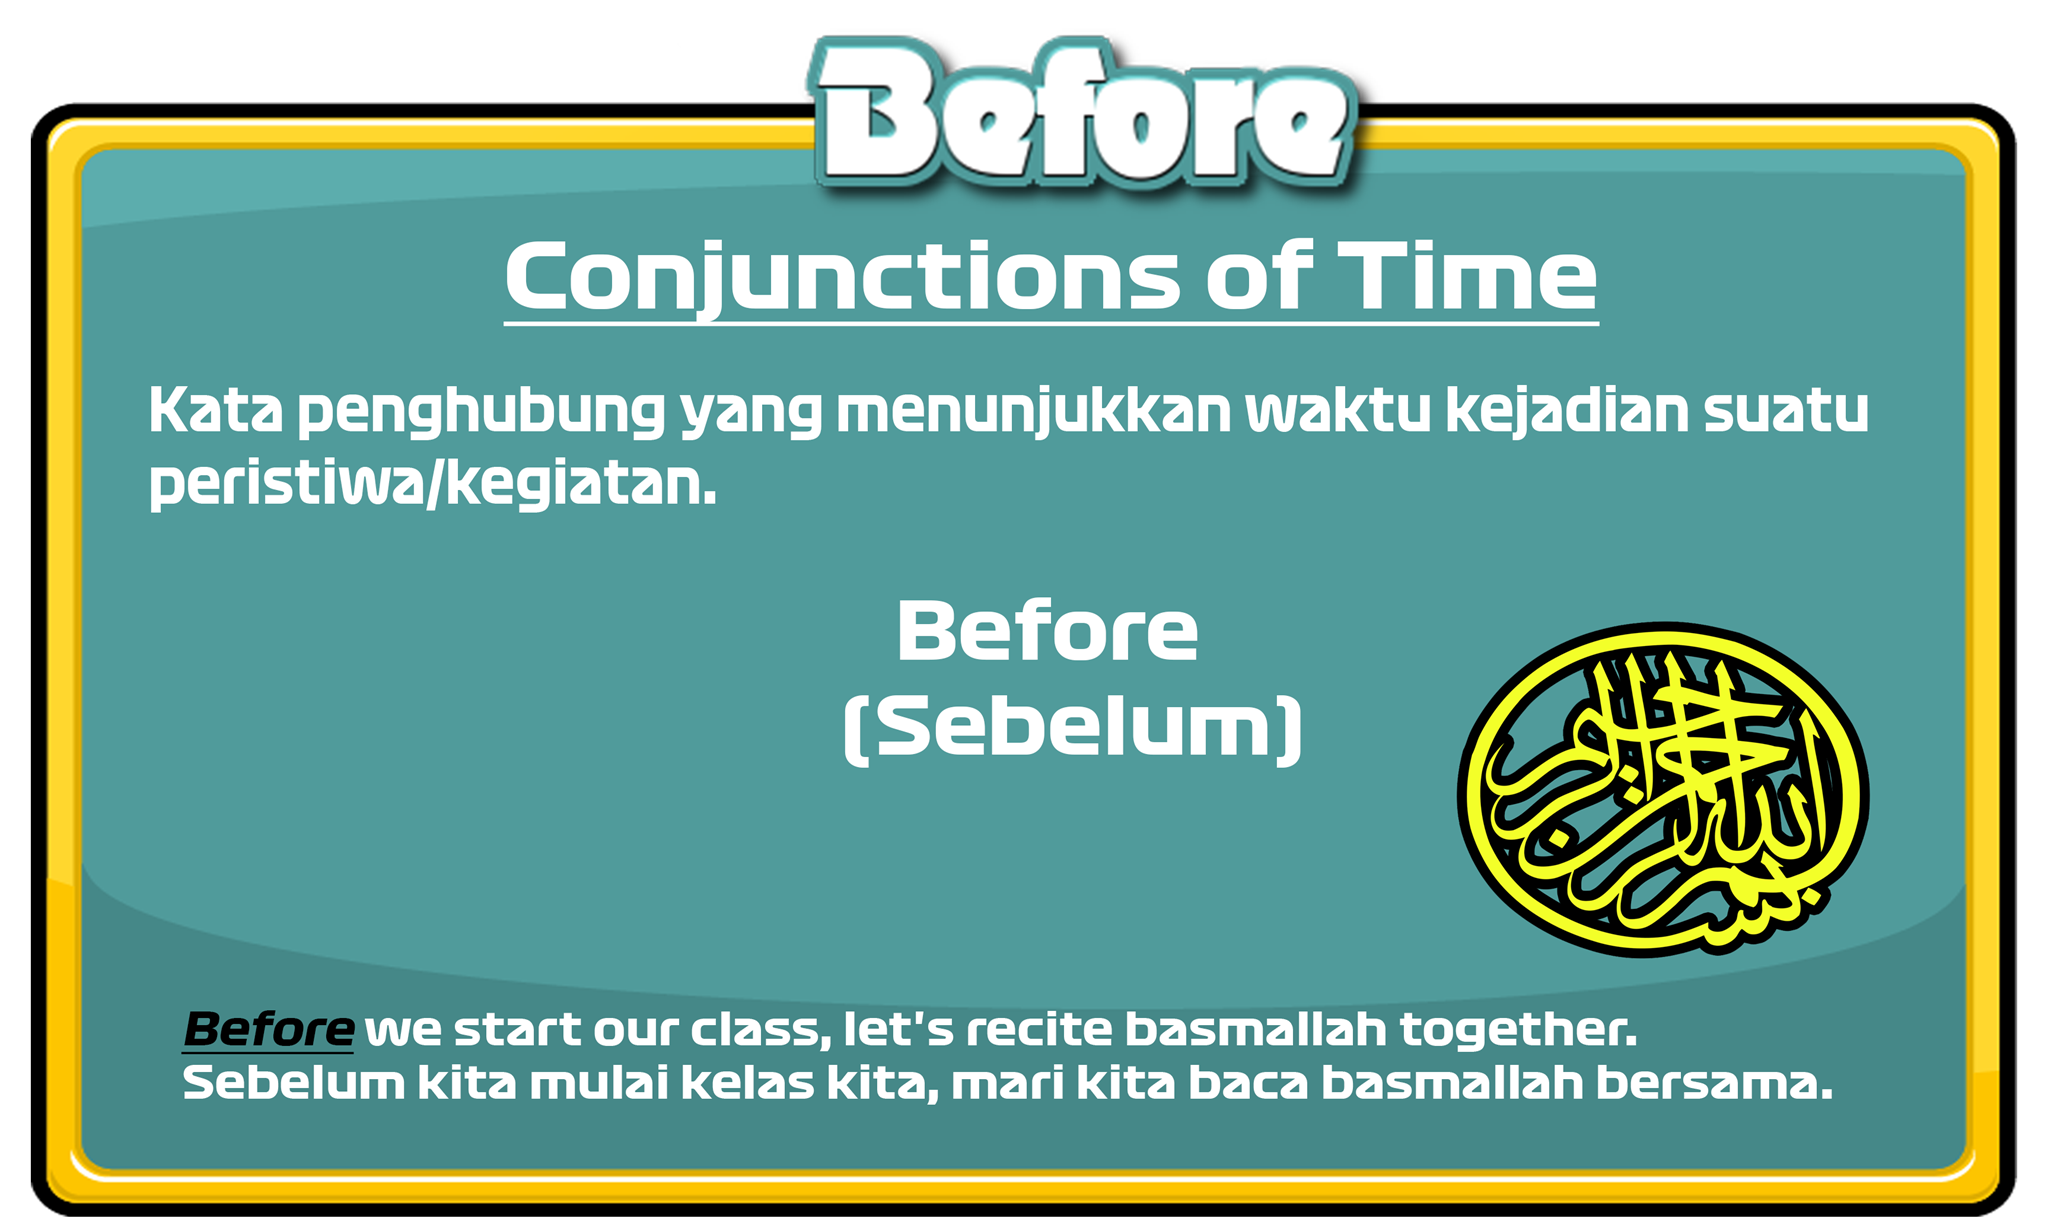 Before
Conjunctions of Time
Kata penghubung yang menunjukkan waktu kejadian suatu
peristiwa/kegiatan.
Before
(Sebelum)
بسم الله الرحمن الرحيم
Before we start our class, let's recite basmallah together.
Sebelum kita mulai kelas kita, mari kita baca basmallah bersama.